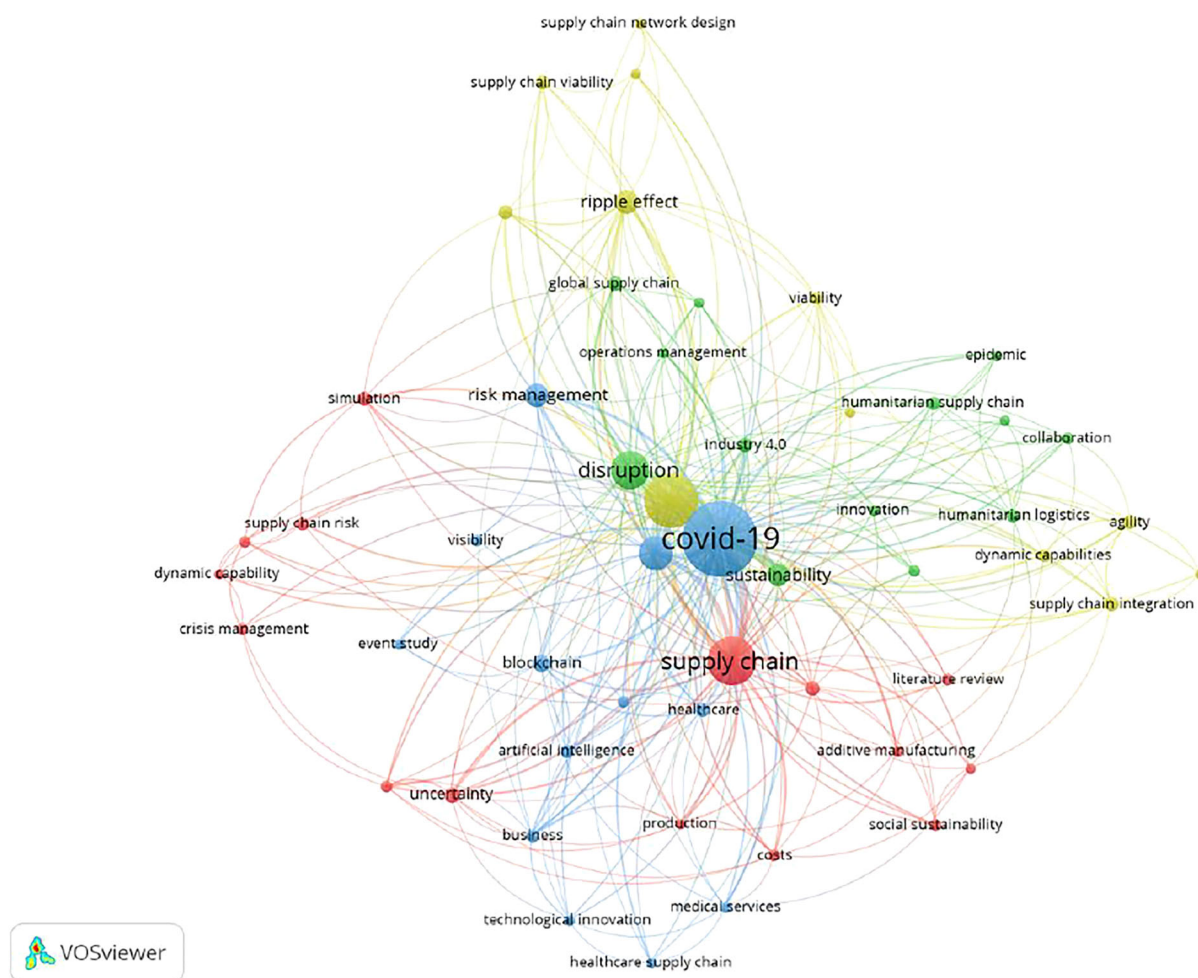 supply chain network design
supply chain viability
ripple effect
global supply chain
viability
operations management
epidemic
simulation
risk management
humanitarian supply chain
collaboration
industry 4.0
disruption
innovation
humanitarian logistics
agility
supply chain risk
visibility
covid-19
dynamic capabilities
dynamic capability
sustainability
supply chain integration
crisis management
event study
blockchain
supply chain
literature review
healthcare
artificial intelligence
additive manufacturing
uncertainty
business
production
social sustainability
costs
technological innovation
medical services
healthcare supply chain
VOSviewer